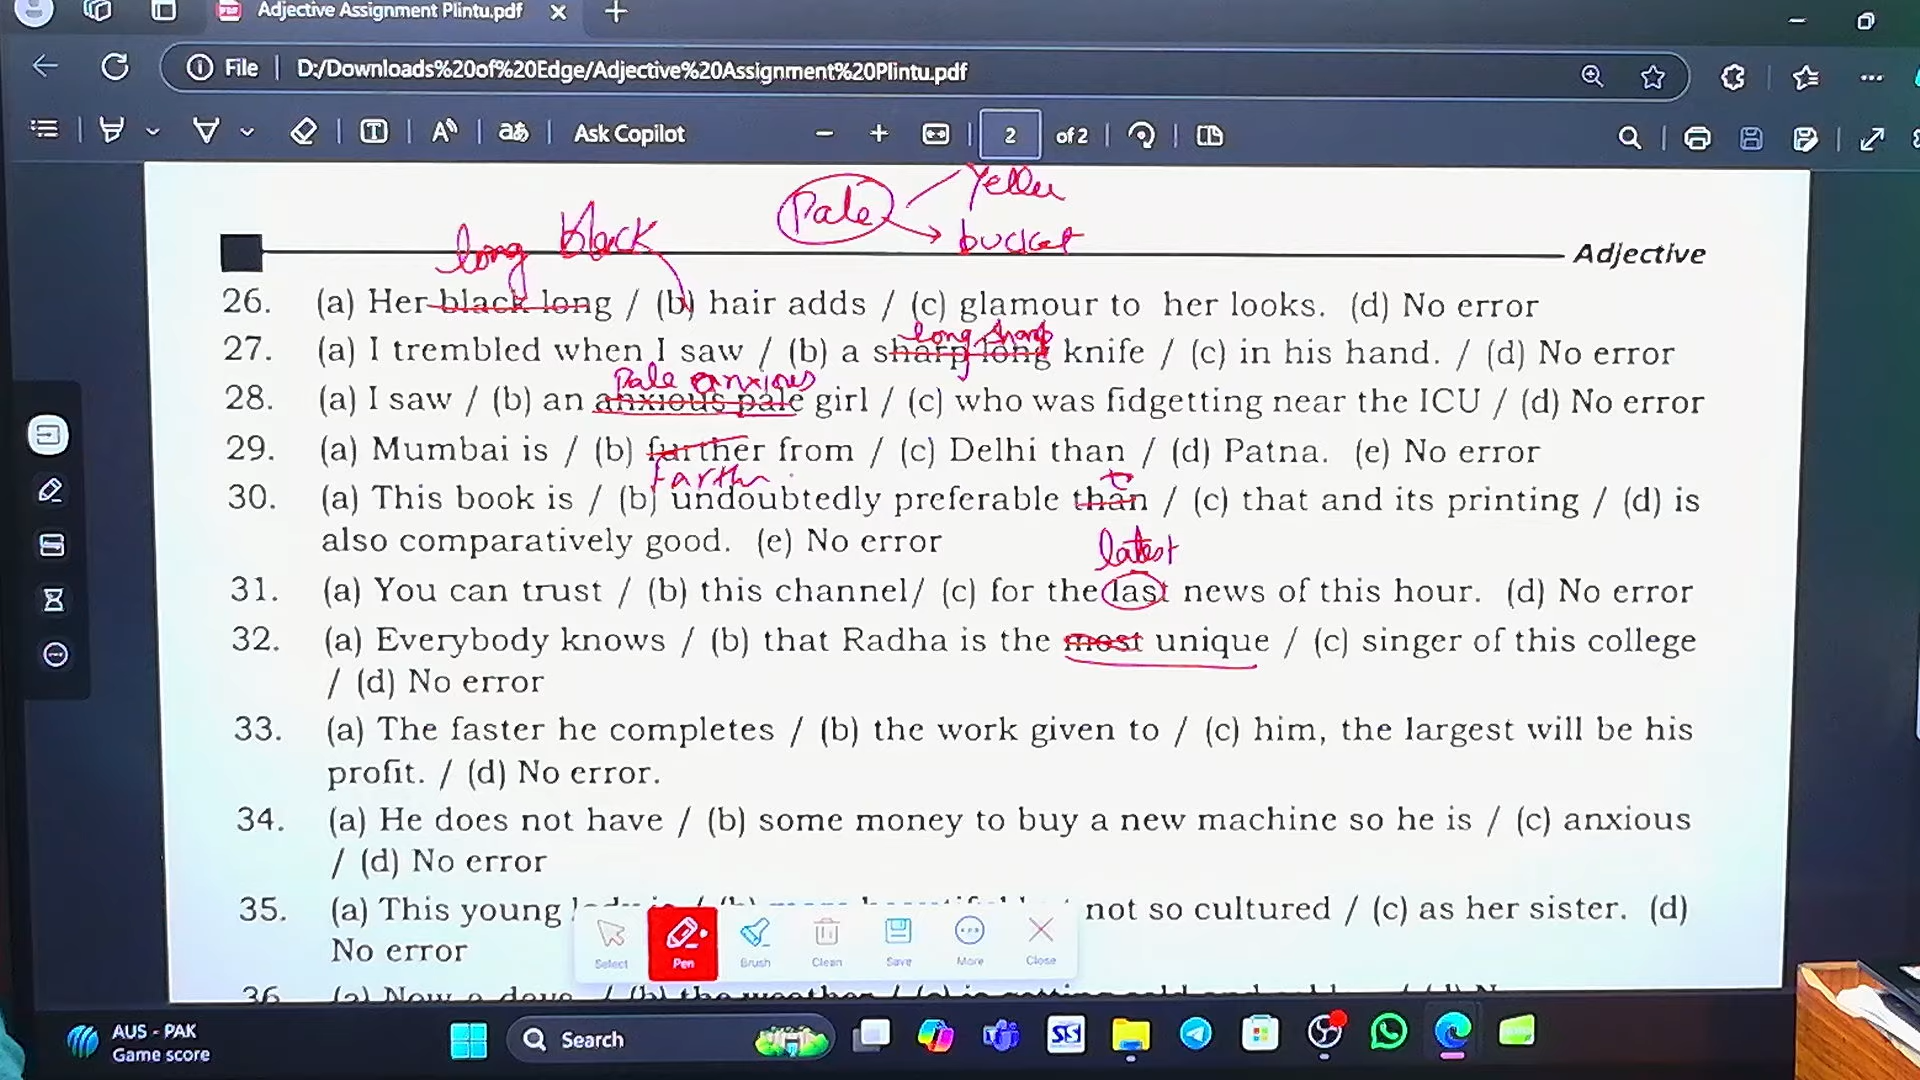 Adjective Assignment Plintu.pdf
File D:/Downloads%20of%20Edge/Adjective%20Assignment%20Plintu.pdf
Ask Copilot 2 of 2
Pale Yellu
bucket
long black
Adjective
26. (a) Her black long / (b) hair adds / (c) glamour to her looks. (d) No error
long sharp
27. (a) I trembled when I saw / (b) a sharp long knife / (c) in his hand. / (d) No error
Pale anxious
28. (a) I saw / (b) an anxious pale girl / (c) who was fidgetting near the ICU / (d) No error
29. (a) Mumbai is / (b) further from / (c) Delhi than / (d) Patna. (e) No error
30. (a) This book is / (b) undoubtedly preferable than / (c) that and its printing / (d) is
also comparatively good. (e) No error
latest
31. (a) You can trust / (b) this channel/ (c) for the last news of this hour. (d) No error
32. (a) Everybody knows / (b) that Radha is the most unique / (c) singer of this college
/ (d) No error
33. (a) The faster he completes / (b) the work given to / (c) him, the largest will be his
profit. / (d) No error.
34. (a) He does not have / (b) some money to buy a new machine so he is / (c) anxious
/ (d) No error
35. (a) This young not so cultured / (c) as her sister. (d)
No error
Select Pen Brush Clean Save More Close
36. (a) Now a days / (b) the weather
AUS - PAK
Game score
Search